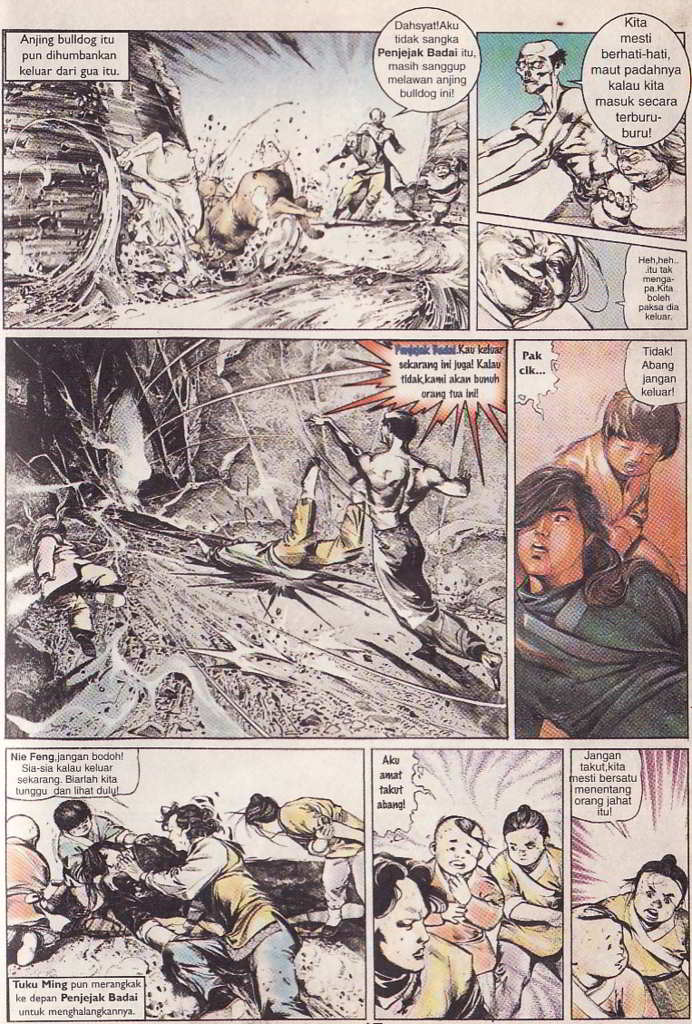 Anjing bulldog itu
pun dihumbankan
keluar dari gua itu.
Dahsyat!Aku
tidak sangka
Penjejak Badai itu,
masih sanggup
melawan anjing
bulldog ini!
Kita
mesti
berhati-hati,
maut padahnya
kalau kita
masuk secara
terburu-
buru!
Heh,heh..
.itu tak
menga-
pa.Kita
boleh
paksa dia
keluar.
Penjejak Badai.Kau keluar
sekarang ini juga! Kalau
tidak,kami akan bunuh
orang tua ini!
Pak
cik...
Tidak!
Abang
jangan
keluar!
Nie Feng,jangan bodoh!
Sia-sia kalau keluar
sekarang. Biarlah kita
tunggu dan lihat dulu!
Tuku Ming pun merangkak
ke depan Penjejak Badai
untuk menghalangkannya.
Aku
amat
takut
abang!
Jangan
takut,kita
mesti bersatu
menentang
orang jahat
itu!